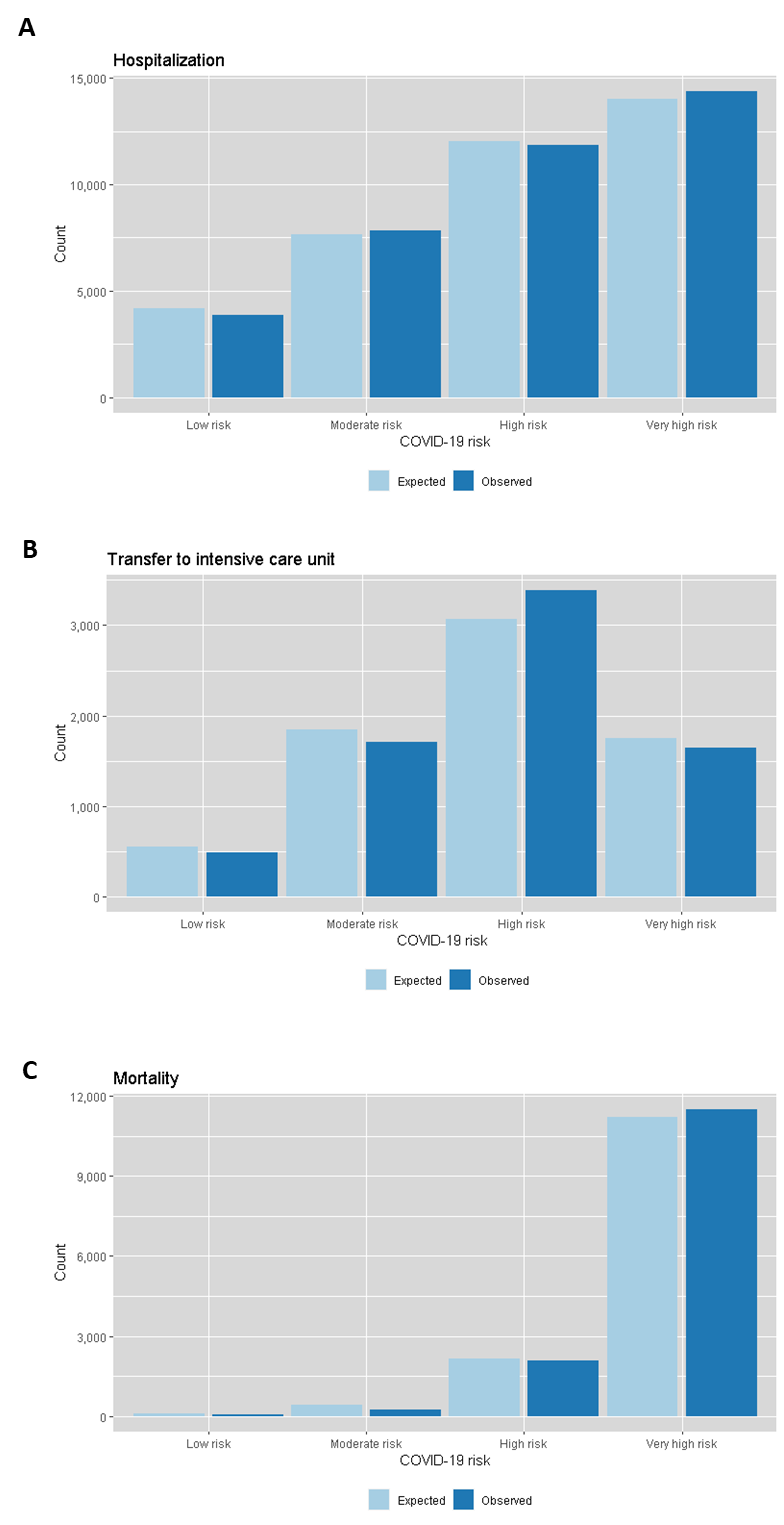 A
Hospitalization
15,000
10,000
5,000
0
Count
Low risk Moderate risk High risk Very high risk
COVID-19 risk
Expected Observed
B
Transfer to intensive care unit
3,000
2,000
1,000
0
Count
Low risk Moderate risk High risk Very high risk
COVID-19 risk
Expected Observed
C
Mortality
12,000
9,000
6,000
3,000
0
Count
Low risk Moderate risk High risk Very high risk
COVID-19 risk
Expected Observed